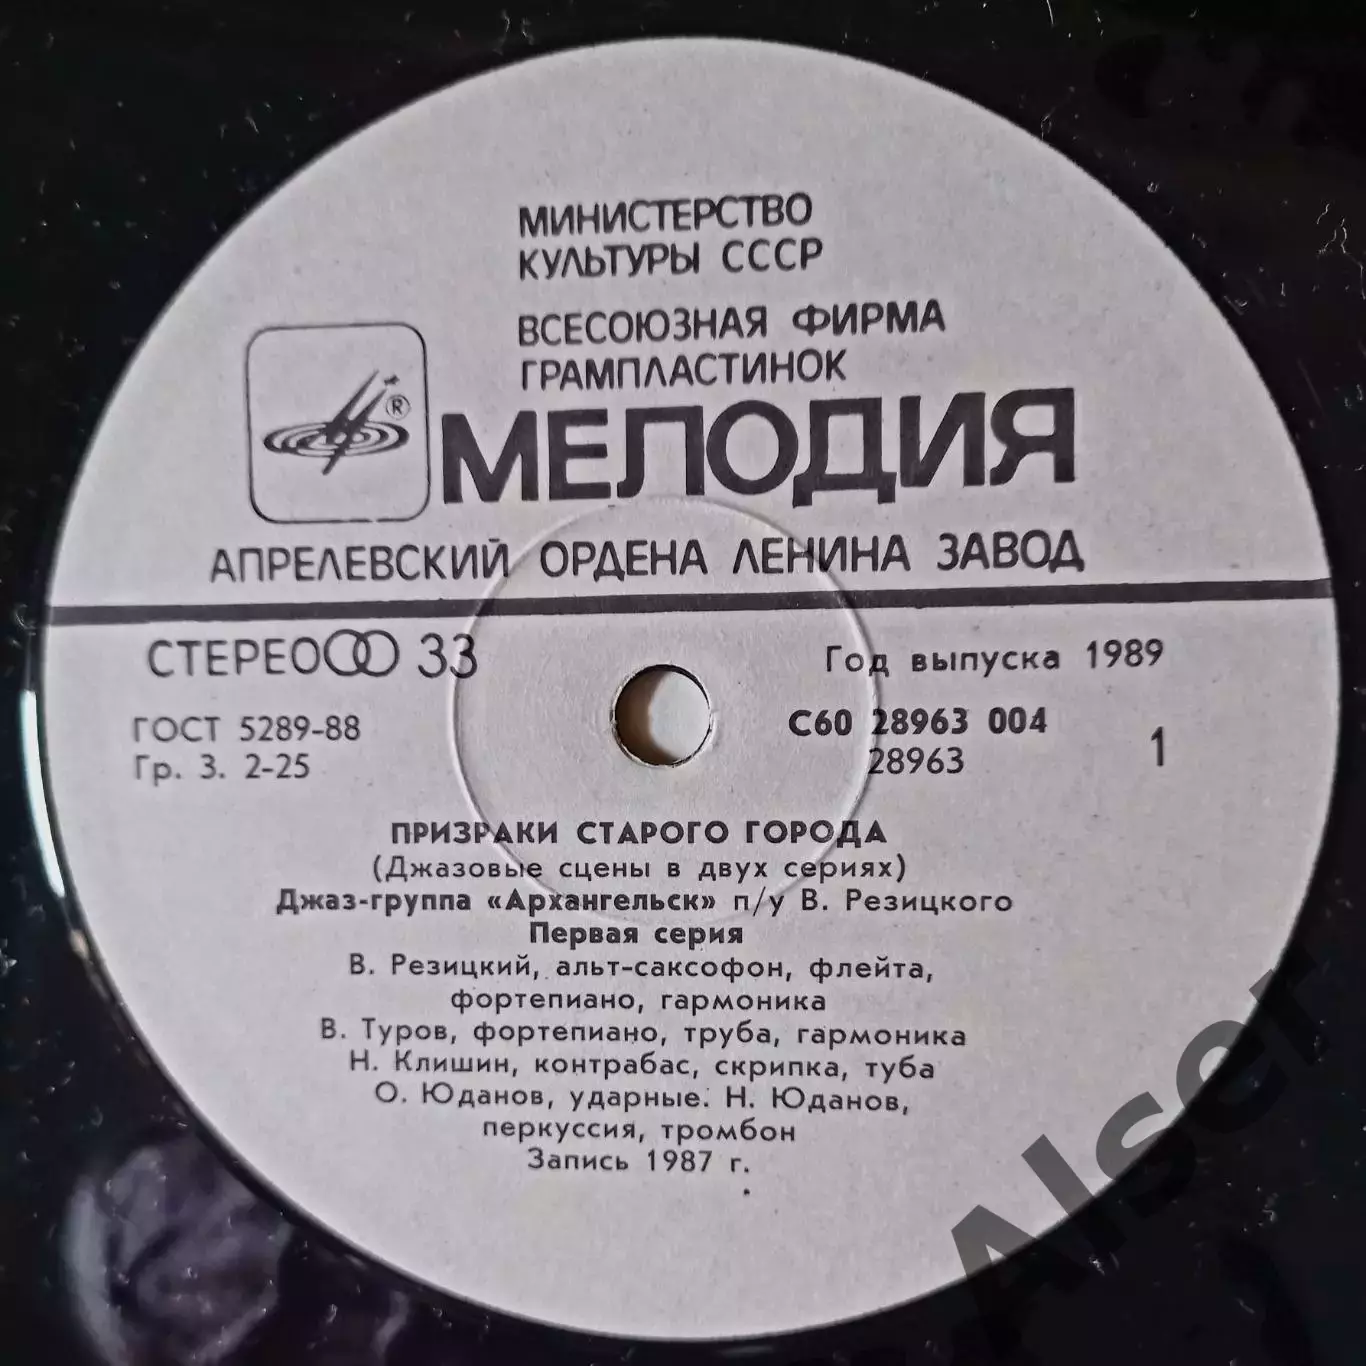 МИНИСТЕРСТВО
КУЛЬТУРЫ СССР
ВСЕСОЮЗНАЯ ФИРМА
ГРАМПЛАСТИНОК
®
МЕЛОДИЯ
АПРЕЛЕВСКИЙ ОРДЕНА ЛЕНИНА ЗАВОД
СТЕРЕО 33
Год выпуска 1989
ГОСТ 5289-88
С60 28963 004
Гр. 3. 2-25
28963
1
ПРИЗРАКИ СТАРОГО ГОРОДА
(Джазовые сцены в двух сериях)
Джаз-группа «Архангельск» п/у В. Резицкого
Первая серия
В. Резицкий, альт-саксофон, флейта,
фортепиано, гармоника
В. Туров, фортепиано, труба, гармоника
Н. Клишин, контрабас, скрипка, туба
О. Юданов, ударные. Н. Юданов,
перкуссия, тромбон
Запись 1987 г.
Alser